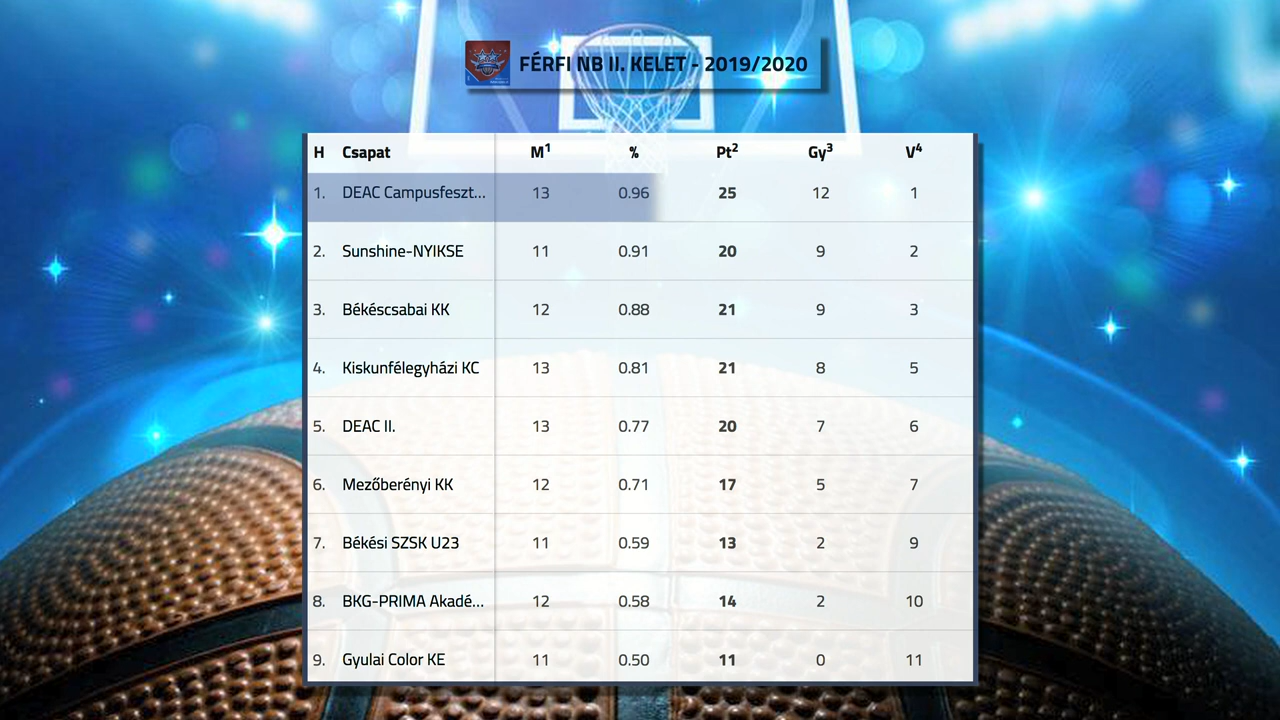 FÉRFI NB II. KELET - 2019/2020
H Csapat M¹ % Pt² Gy³ V⁴
1. DEAC Campusfeszt... 13 0.96 25 12 1
2. Sunshine-NYIKSE 11 0.91 20 9 2
3. Békéscsabai KK 12 0.88 21 9 3
4. Kiskunfélegyházi KC 13 0.81 21 8 5
5. DEAC II. 13 0.77 20 7 6
6. Mezőberényi KK 12 0.71 17 5 7
7. Békési SZSK U23 11 0.59 13 2 9
8. BKG-PRIMA Akadé... 12 0.58 14 2 10
9. Gyulai Color KE 11 0.50 11 0 11